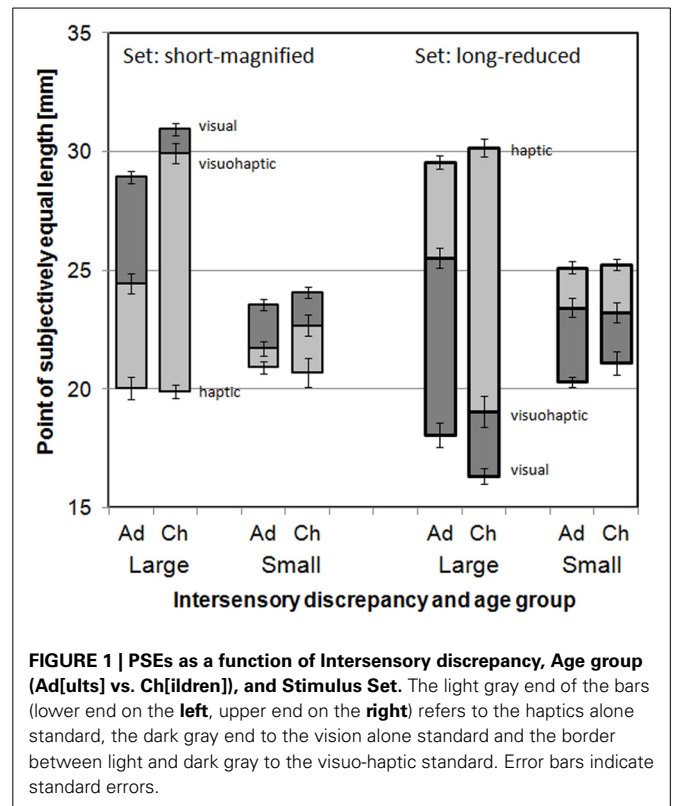 35
Set: short-magnified
Set: long-reduced
visual
visuohaptic
haptic
30
25
20
haptic
visuohaptic
visual
15
Point of subjectively equal length [mm]
Ad Ch Ad Ch Ad Ch Ad Ch
Large Small Large Small
Intersensory discrepancy and age group
FIGURE 1 | PSEs as a function of Intersensory discrepancy, Age group
(Ad[ults] vs. Ch[ildren]), and Stimulus Set. The light gray end of the bars
(lower end on the left, upper end on the right) refers to the haptics alone
standard, the dark gray end to the vision alone standard and the border
between light and dark gray to the visuo-haptic standard. Error bars indicate
standard errors.